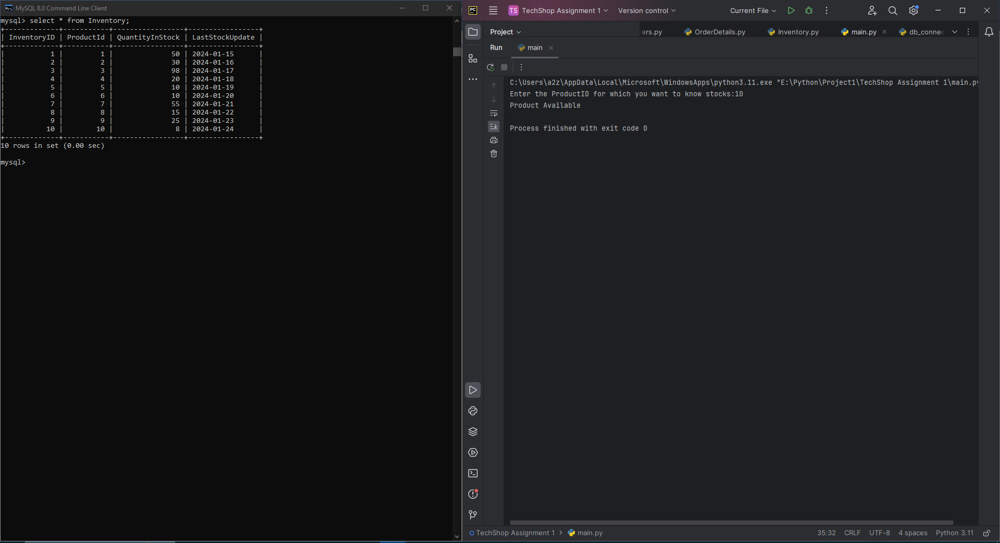 MySQL 8.0 Command Line Client
mysql> select * from Inventory;
+-------------+-----------+-----------------+-----------------+
| InventoryID | ProductId | QuantityInStock | LastStockUpdate |
+-------------+-----------+-----------------+-----------------+
|           1 |         1 |              50 | 2024-01-15      |
|           2 |         2 |              30 | 2024-01-16      |
|           3 |         3 |              98 | 2024-01-17      |
|           4 |         4 |              20 | 2024-01-18      |
|           5 |         5 |              10 | 2024-01-19      |
|           6 |         6 |              10 | 2024-01-20      |
|           7 |         7 |              55 | 2024-01-21      |
|           8 |         8 |              15 | 2024-01-22      |
|           9 |         9 |              25 | 2024-01-23      |
|          10 |        10 |               8 | 2024-01-24      |
+-------------+-----------+-----------------+-----------------+
10 rows in set (0.00 sec)
mysql>
PC TS TechShop Assignment 1 Version control Current File
Project ers.py OrderDetails.py Inventory.py main.py db_connec
Run main
C:\Users\a2z\AppData\Local\Microsoft\WindowsApps\python3.11.exe "E:\Python\Project1\TechShop Assignment 1\main.py
Enter the ProductID for which you want to know stocks:10
Product Available
Process finished with exit code 0
TechShop Assignment 1 > main.py 35:32 CRLF UTF-8 4 spaces Python 3.11